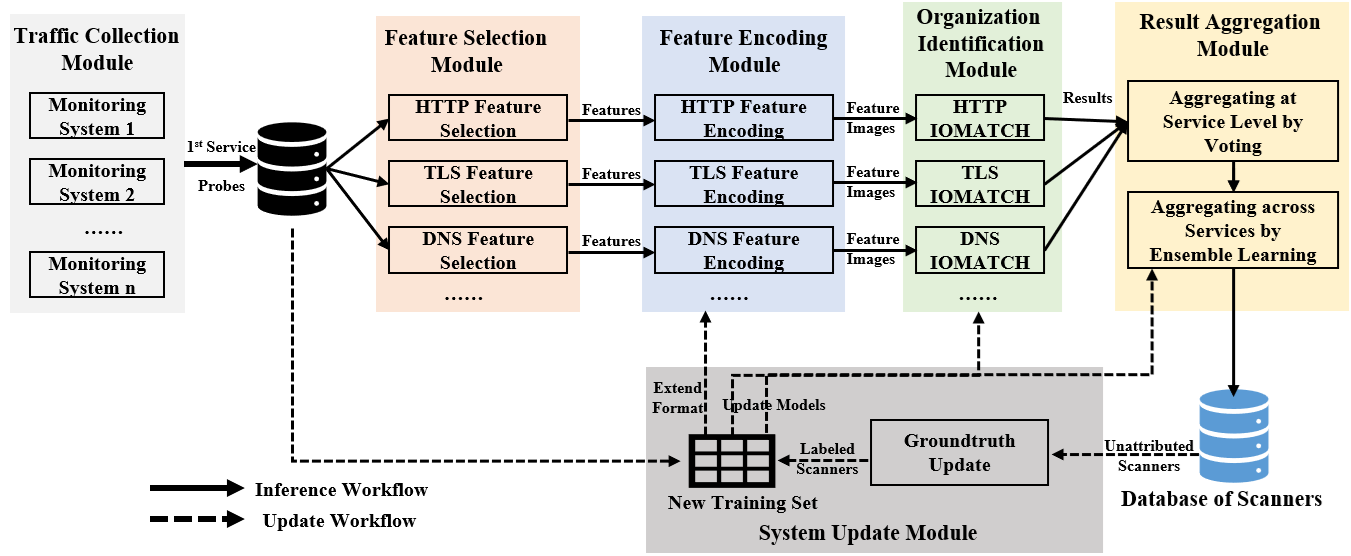 Traffic Collection
Module
Monitoring
System 1
Monitoring
System 2
......
Monitoring
System n
1st Service
Probes
Feature Selection
Module
HTTP Feature
Selection
TLS Feature
Selection
DNS Feature
Selection
......
Features
Features
Features
Feature Encoding
Module
HTTP Feature
Encoding
TLS Feature
Encoding
DNS Feature
Encoding
......
Feature
Images
Feature
Images
Feature
Images
Organization
Identification
Module
HTTP
IOMATCH
TLS
IOMATCH
DNS
IOMATCH
......
Results
Result Aggregation
Module
Aggregating at
Service Level by
Voting
Aggregating across
Services by
Ensemble Learning
Extend
Format
Update Models
Groundtruth
Update
Labeled
Scanners
Unattributed
Scanners
New Training Set
Database of Scanners
System Update Module
Inference Workflow
Update Workflow